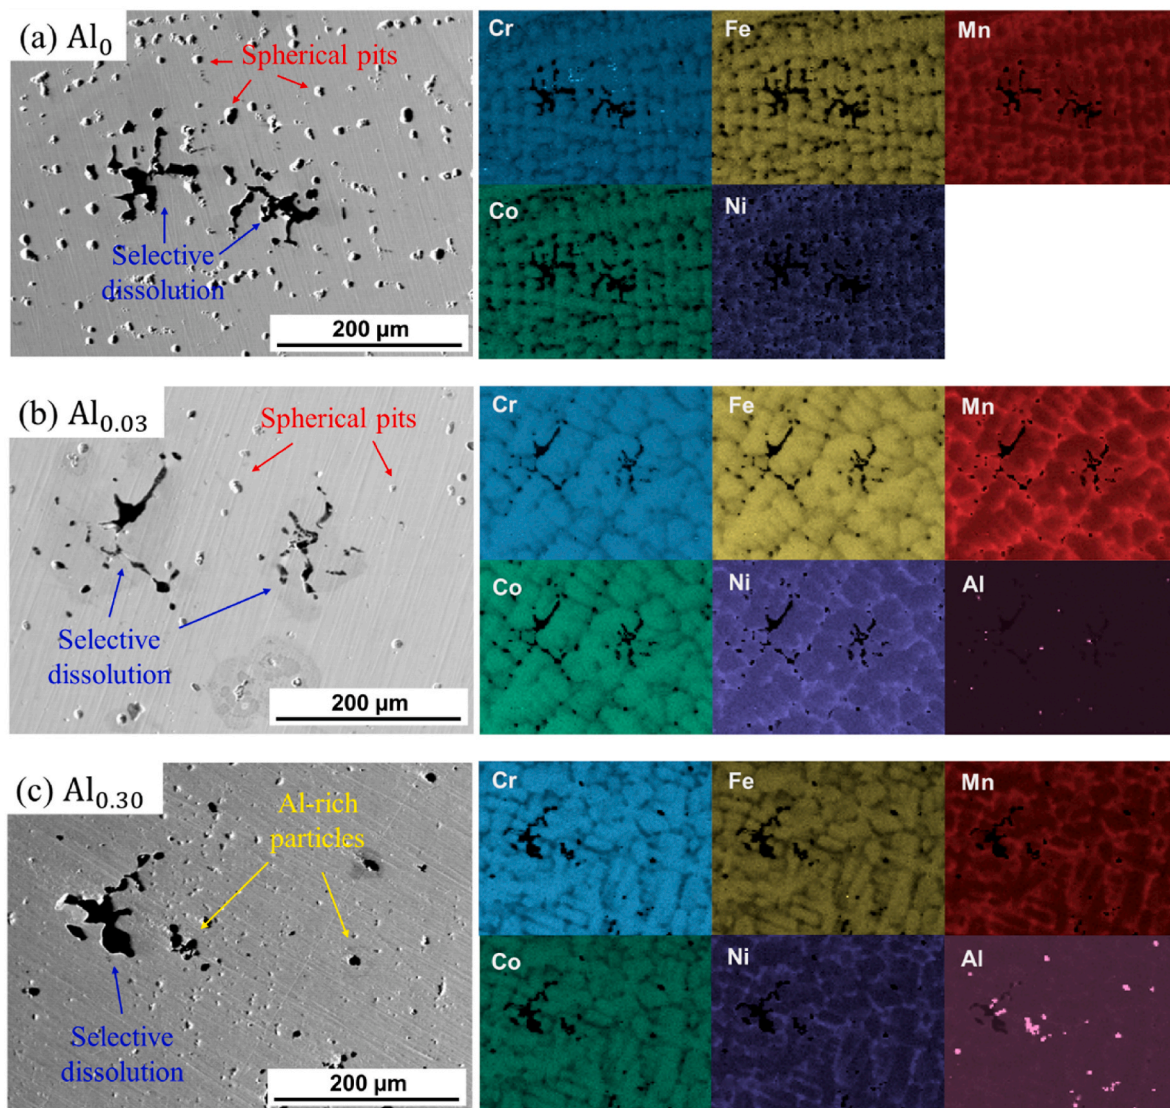 (a) Al₀
Spherical pits
Selective
dissolution
200 µm
Cr
Fe
Mn
Co
Ni
(b) Al₀.₀₃
Spherical pits
Selective
dissolution
200 µm
Cr
Fe
Mn
Co
Ni
Al
(c) Al₀.₃₀
Al-rich
particles
Selective
dissolution
200 µm
Cr
Fe
Mn
Co
Ni
Al